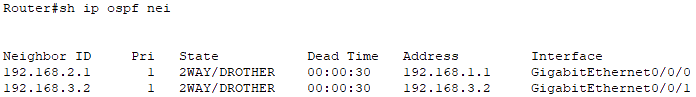 Router#sh ip ospf nei
Neighbor ID     Pri   State           Dead Time   Address         Interface
192.168.2.1       1   2WAY/DROTHER    00:00:30    192.168.1.1     GigabitEthernet0/0/0
192.168.3.2       1   2WAY/DROTHER    00:00:30    192.168.3.2     GigabitEthernet0/0/1